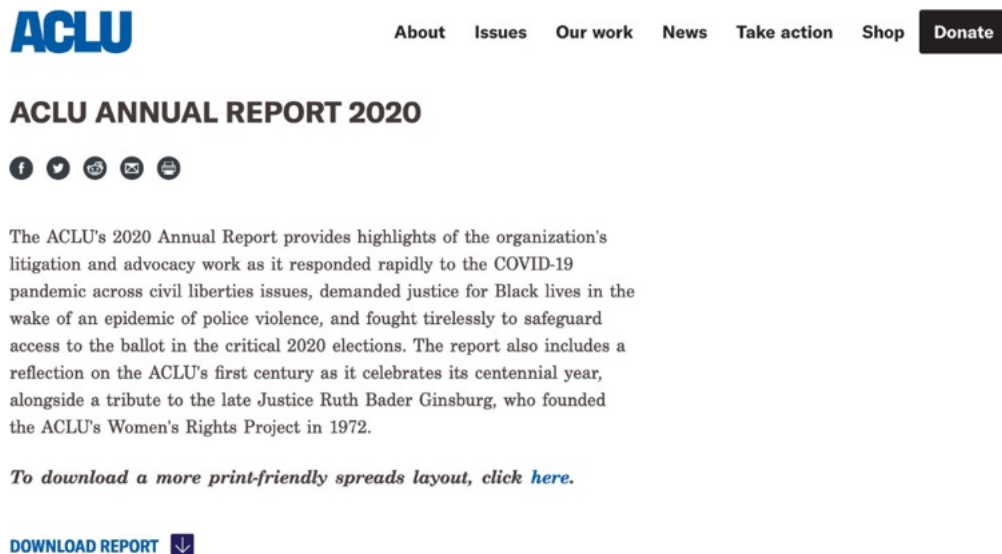 ACLU
About Issues Our work News Take action Shop Donate
ACLU ANNUAL REPORT 2020
The ACLU's 2020 Annual Report provides highlights of the organization's
litigation and advocacy work as it responded rapidly to the COVID-19
pandemic across civil liberties issues, demanded justice for Black lives in the
wake of an epidemic of police violence, and fought tirelessly to safeguard
access to the ballot in the critical 2020 elections. The report also includes a
reflection on the ACLU's first century as it celebrates its centennial year,
alongside a tribute to the late Justice Ruth Bader Ginsburg, who founded
the ACLU's Women's Rights Project in 1972.
To download a more print-friendly spreads layout, click here.
DOWNLOAD REPORT